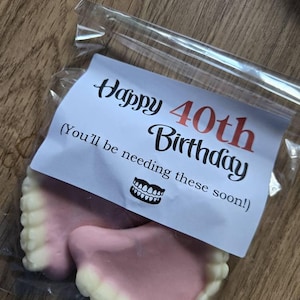 Happy 40th
Birthday
(You'll be needing these soon!)